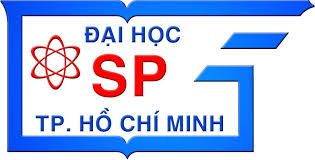 ĐẠI HỌC
SP
TP. HỒ CHÍ MINH